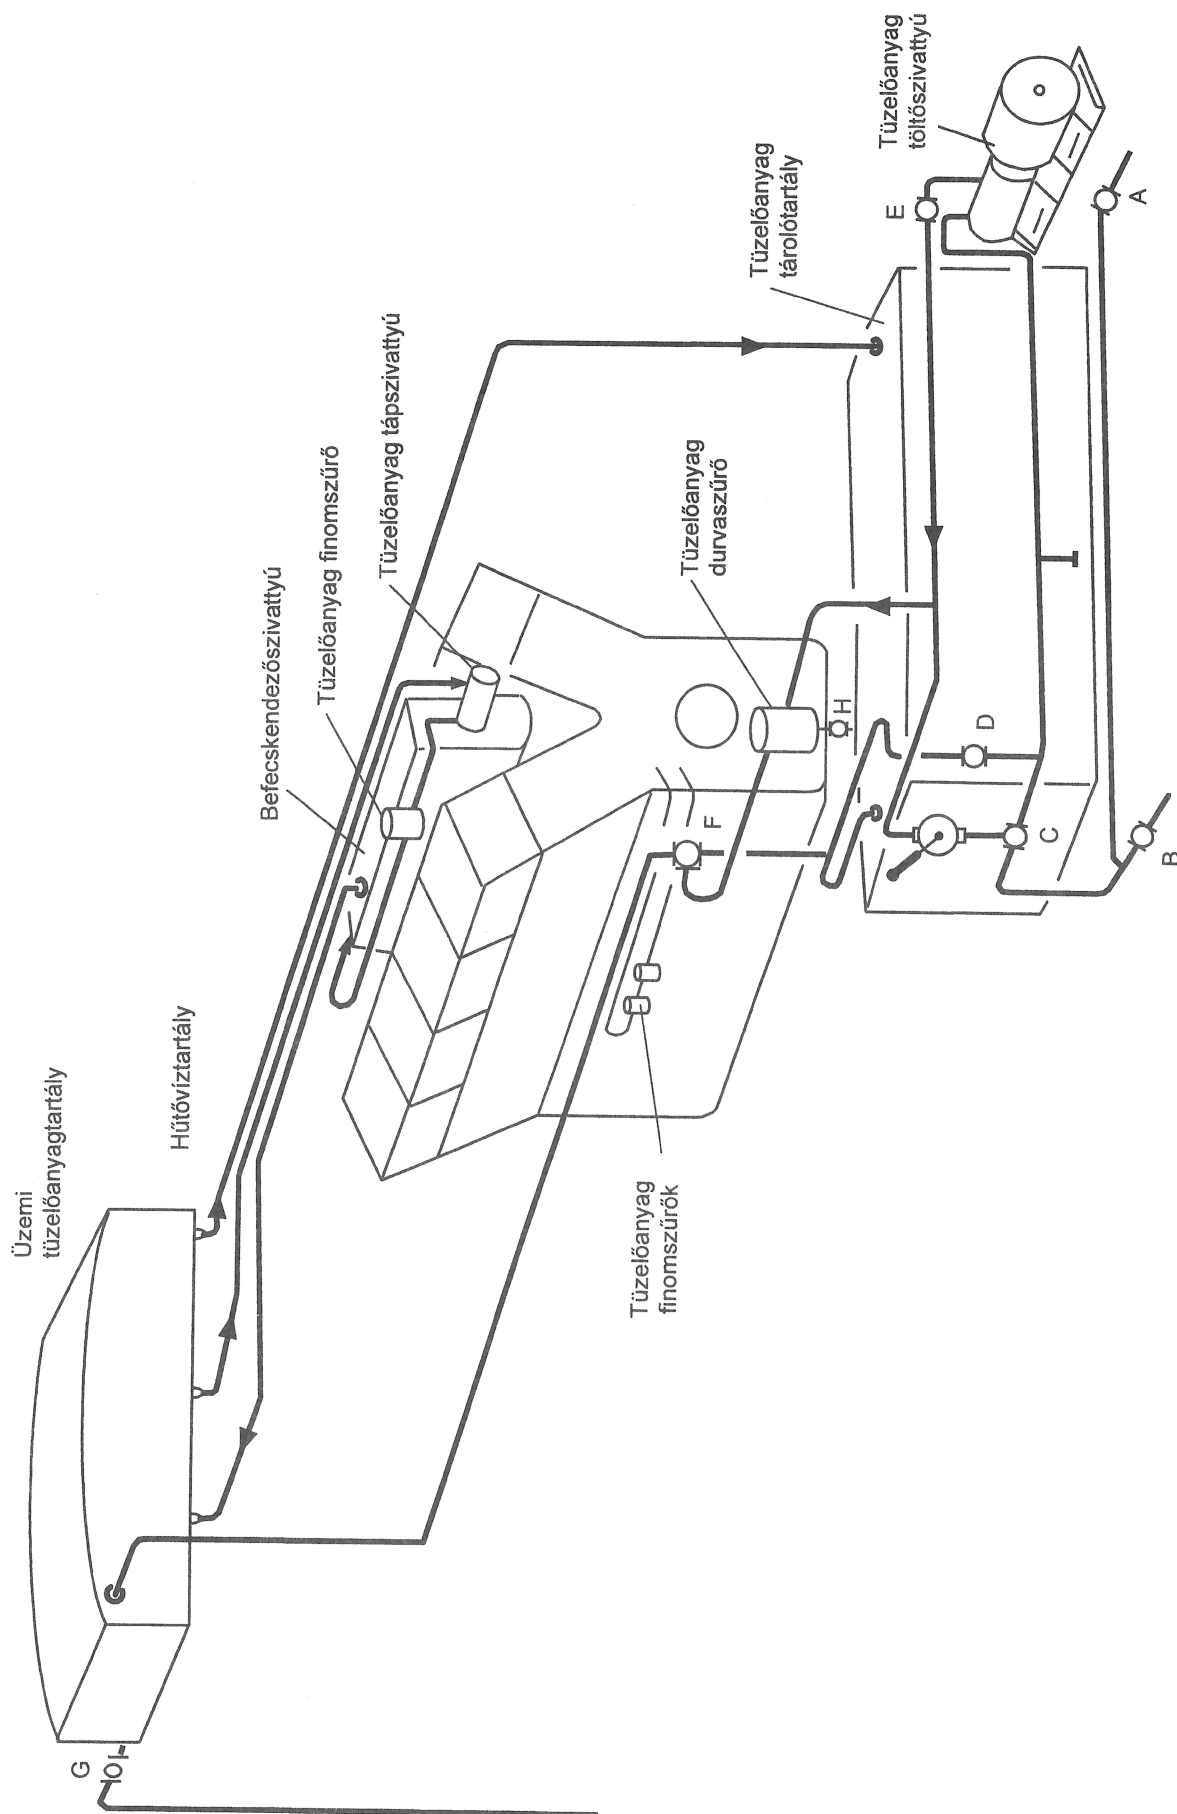 Üzemi
tüzelőanyagtartály
Hűtővíztartály
Befecskendezőszivattyú
Tüzelőanyag finomszűrő
Tüzelőanyag tápszivattyú
Tüzelőanyag
finomszűrők
Tüzelőanyag
durvaszűrő
Tüzelőanyag
tárolótartály
Tüzelőanyag
töltőszivattyú
G
F
H
D
C
B
E
A